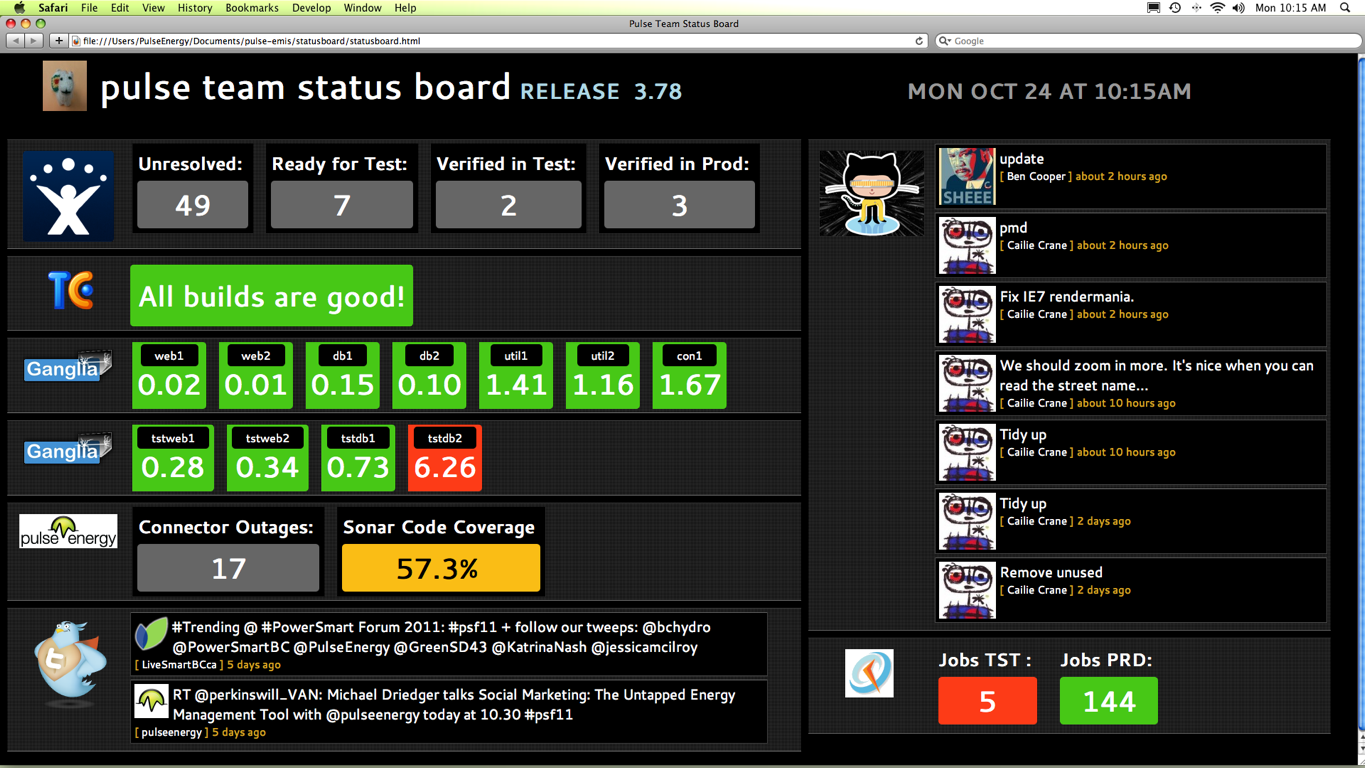 Safari File Edit View History Bookmarks Develop Window Help Mon 10:15 AM
Pulse Team Status Board
file:///Users/PulseEnergy/Documents/pulse-emis/statusboard/statusboard.html Google
pulse team status board RELEASE 3.78 MON OCT 24 AT 10:15AM
Unresolved: Ready for Test: Verified in Test: Verified in Prod:
49 7 2 3
TC All builds are good!
Ganglia
web1 web2 db1 db2 util1 util2 con1
0.02 0.01 0.15 0.10 1.41 1.16 1.67
Ganglia
tstweb1 tstweb2 tstdb1 tstdb2
0.28 0.34 0.73 6.26
pulse energy
Connector Outages: Sonar Code Coverage
17 57.3%
t
#Trending @ #PowerSmart Forum 2011: #psf11 + follow our tweeps: @bchydro
@PowerSmartBC @PulseEnergy @GreenSD43 @KatrinaNash @jessicamcilroy
[ LiveSmartBCca ] 5 days ago
RT @perkinswill_VAN: Michael Driedger talks Social Marketing: The Untapped Energy
Management Tool with @pulseenergy today at 10.30 #psf11
[ pulseenergy ] 5 days ago
SHEEE
update
[ Ben Cooper ] about 2 hours ago
pmd
[ Cailie Crane ] about 2 hours ago
Fix IE7 rendermania.
[ Cailie Crane ] about 2 hours ago
We should zoom in more. It's nice when you can
read the street name...
[ Cailie Crane ] about 10 hours ago
Tidy up
[ Cailie Crane ] about 10 hours ago
Tidy up
[ Cailie Crane ] 2 days ago
Remove unused
[ Cailie Crane ] 2 days ago
Jobs TST : Jobs PRD:
5 144